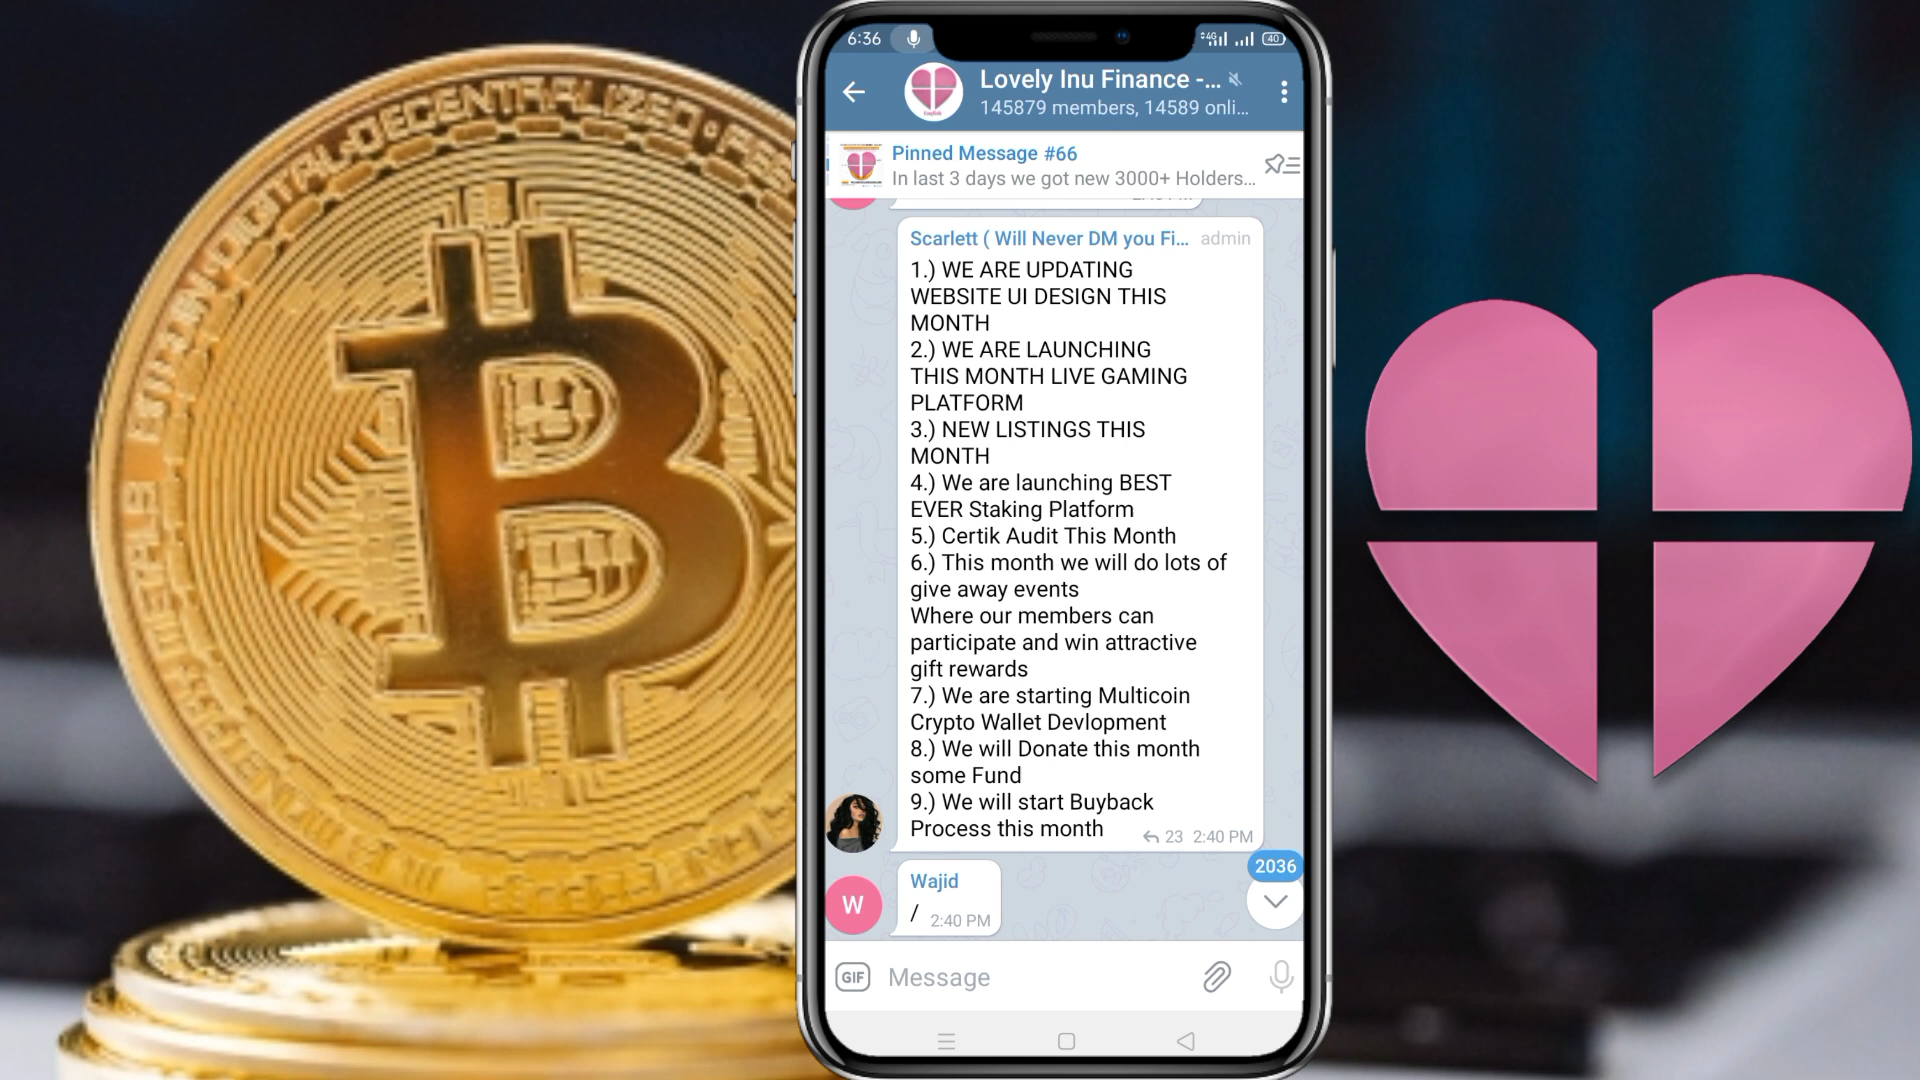 DIGITAL • DECENTRALIZED •
6:36
4G
40
Lovely Inu Finance -...
145879 members, 14589 onli...
Pinned Message #66
In last 3 days we got new 3000+ Holders...
Scarlett ( Will Never DM you Fi... admin
1.) WE ARE UPDATING
WEBSITE UI DESIGN THIS
MONTH
2.) WE ARE LAUNCHING
THIS MONTH LIVE GAMING
PLATFORM
3.) NEW LISTINGS THIS
MONTH
4.) We are launching BEST
EVER Staking Platform
5.) Certik Audit This Month
6.) This month we will do lots of
give away events
Where our members can
participate and win attractive
gift rewards
7.) We are starting Multicoin
Crypto Wallet Devlopment
8.) We will Donate this month
some Fund
9.) We will start Buyback
Process this month
23 2:40 PM
2036
Wajid
W
/ 2:40 PM
GIF
Message